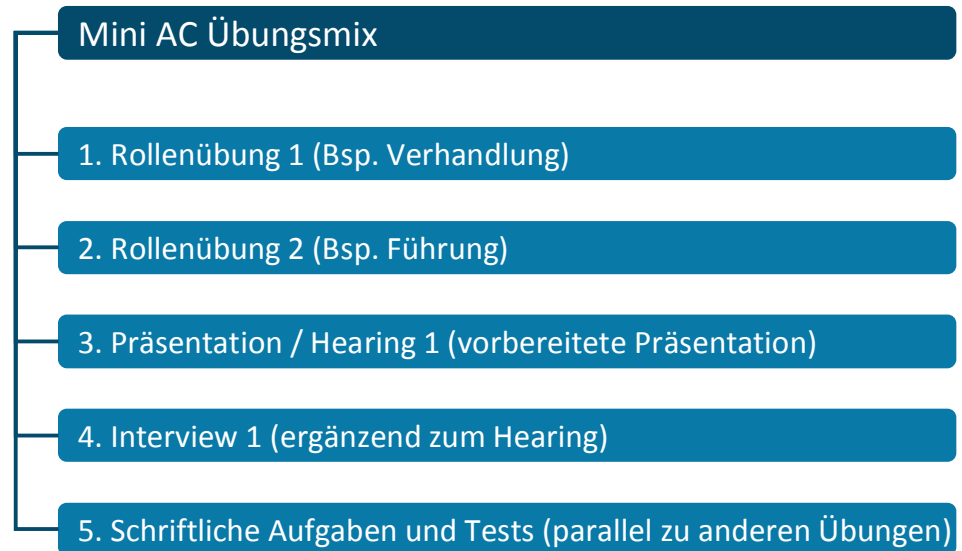 Mini AC Übungsmix
1. Rollenübung 1 (Bsp. Verhandlung)
2. Rollenübung 2 (Bsp. Führung)
3. Präsentation / Hearing 1 (vorbereitete Präsentation)
4. Interview 1 (ergänzend zum Hearing)
5. Schriftliche Aufgaben und Tests (parallel zu anderen Übungen)